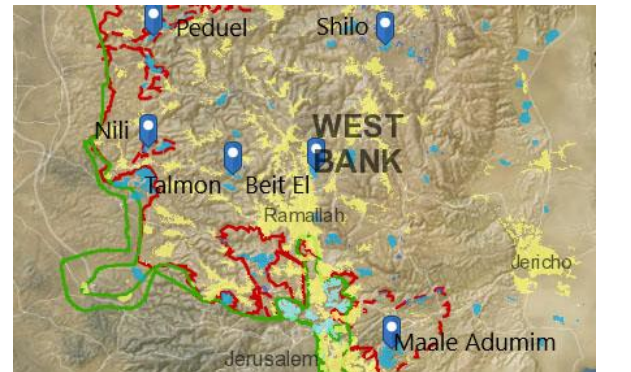 Peduel
Shilo
Nili
WEST
BANK
Talmon
Beit El
Ramallah
Jericho
Maale Adumim
Jerusalem